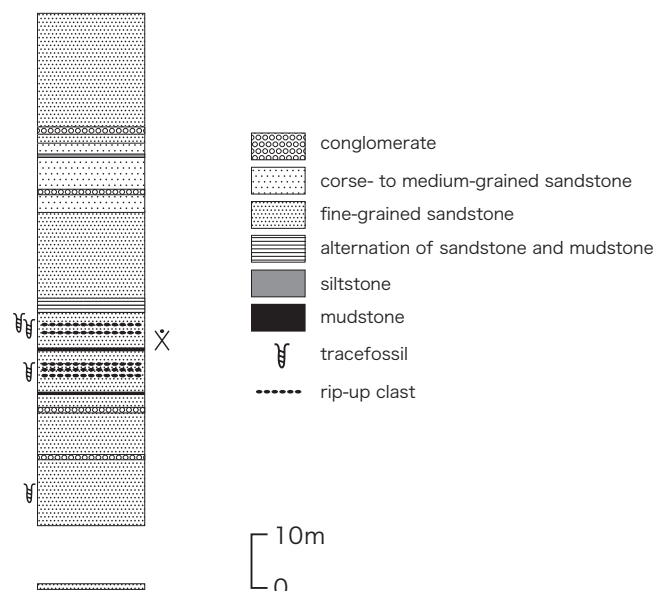 conglomerate
corse- to medium-grained sandstone
fine-grained sandstone
alternation of sandstone and mudstone
siltstone
mudstone
tracefossil
rip-up clast
10m
0